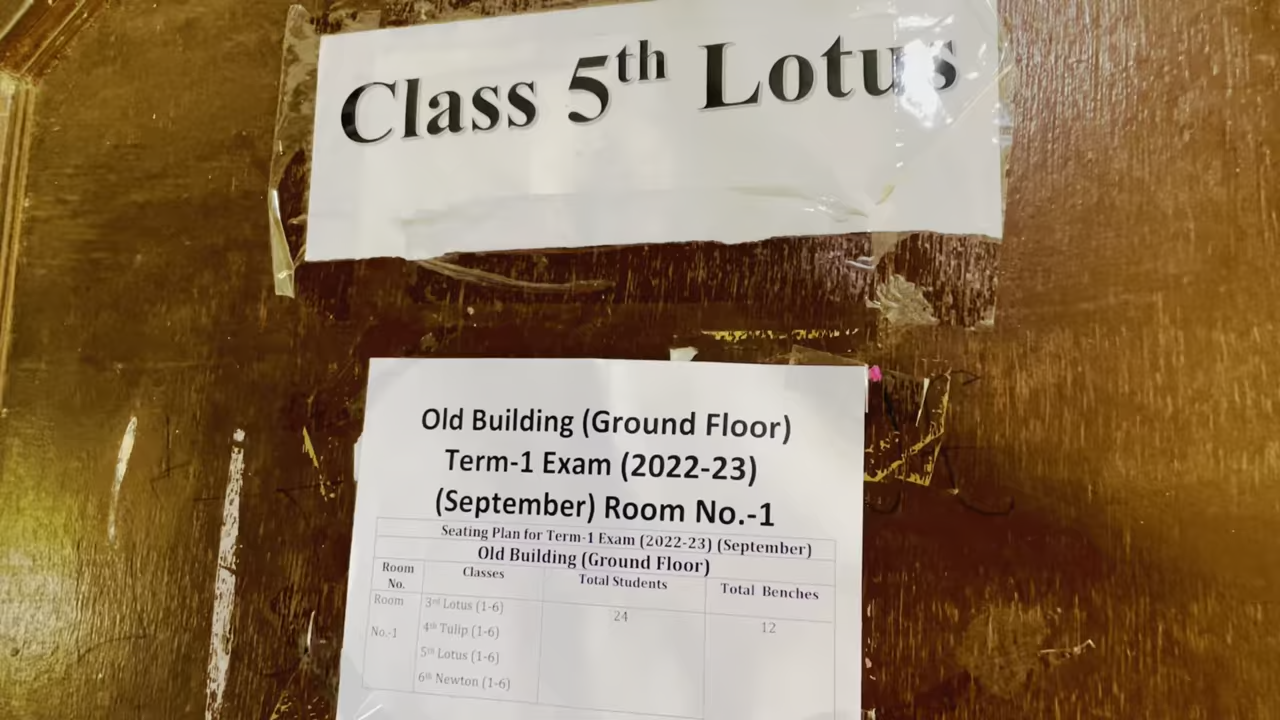 Class 5th Lotus
Old Building (Ground Floor)
Term-1 Exam (2022-23)
(September) Room No.-1
Seating Plan for Term-1 Exam (2022-23) (September)
Old Building (Ground Floor)
Room No. Classes Total Students Total Benches
Room No.-1 3rd Lotus (1-6) 24 12
4th Tulip (1-6)
5th Lotus (1-6)
6th Newton (1-6)